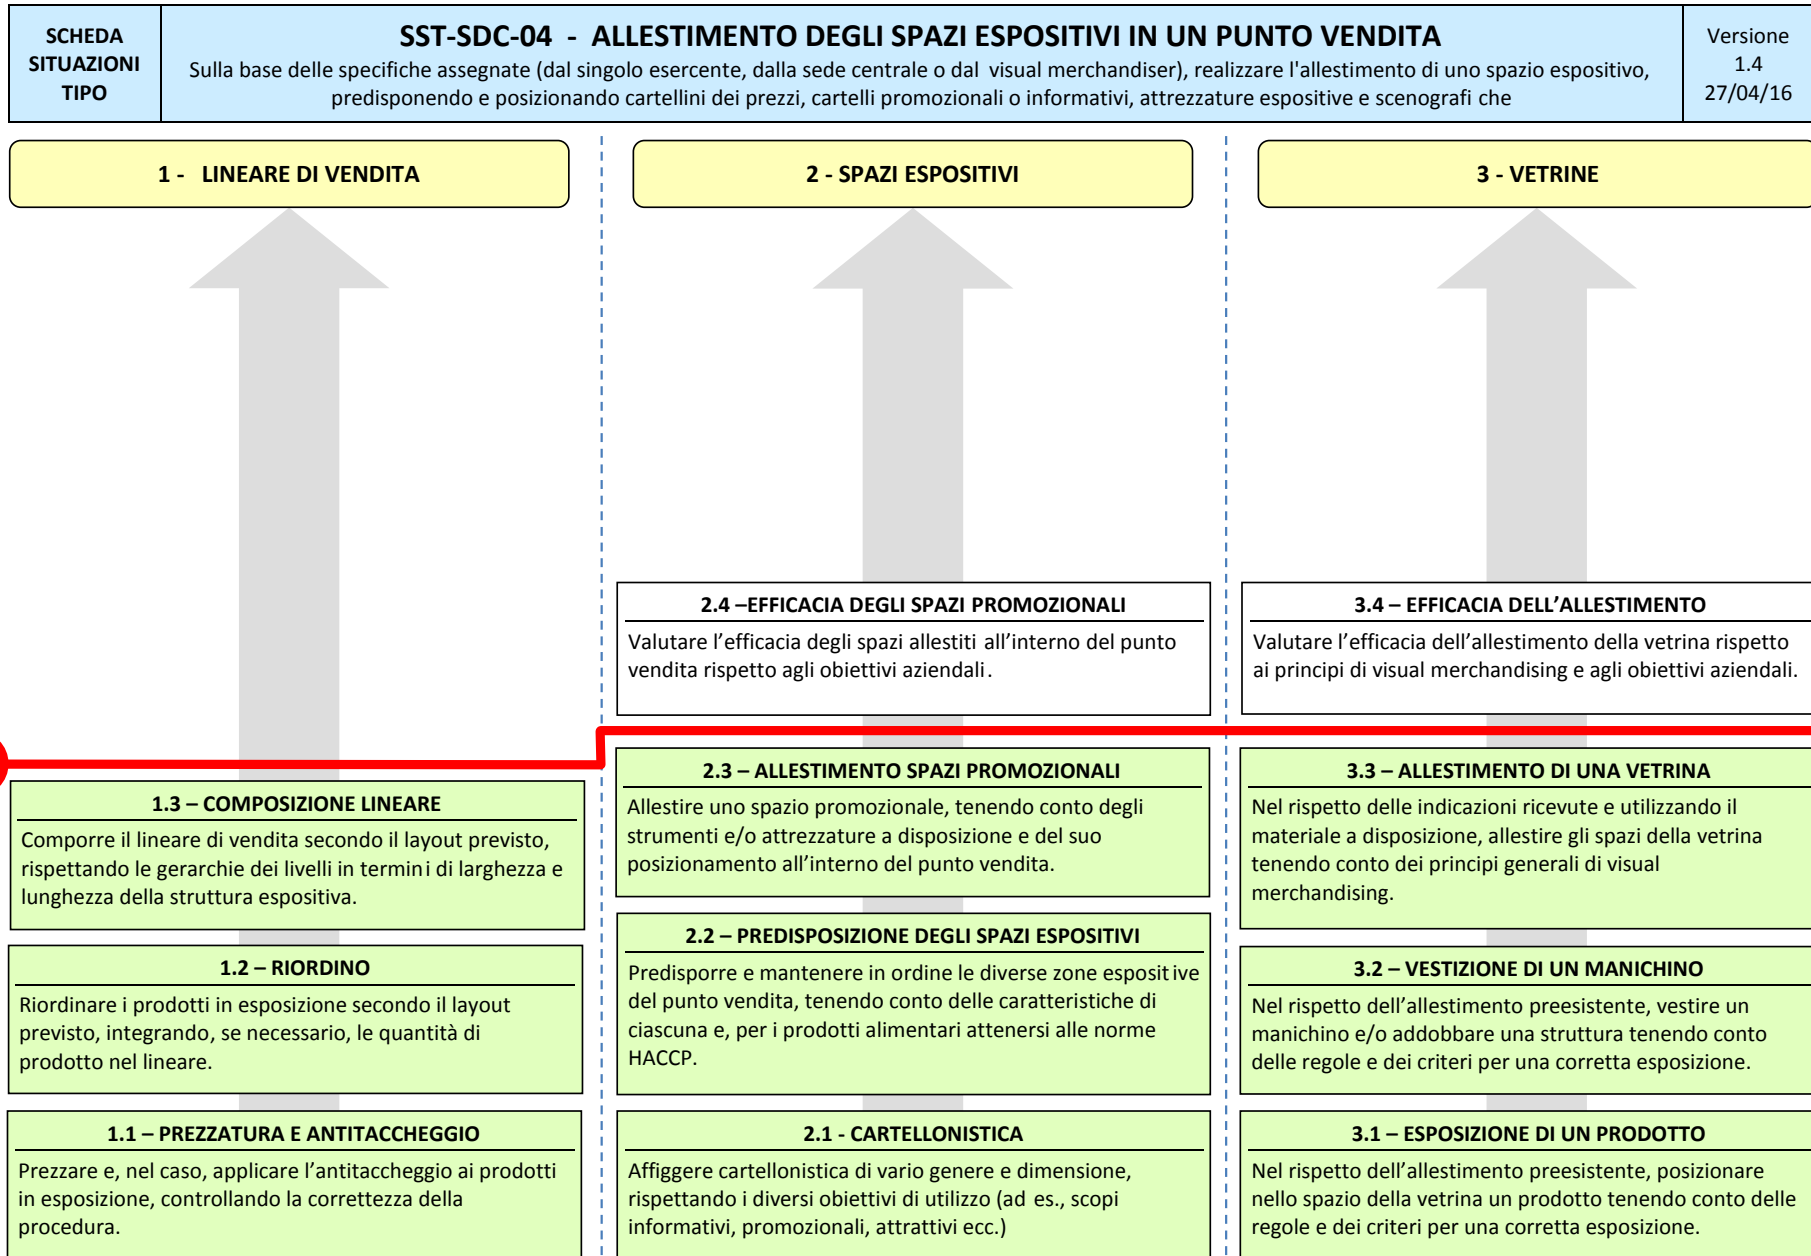 SCHEDA
SITUAZIONI
TIPO
SST-SDC-04 - ALLESTIMENTO DEGLI SPAZI ESPOSITIVI IN UN PUNTO VENDITA
Sulla base delle specifiche assegnate (dal singolo esercente, dalla sede centrale o dal visual merchandiser), realizzare l'allestimento di uno spazio espositivo,
predisponendo e posizionando cartellini dei prezzi, cartelli promozionali o informativi, attrezzature espositive e scenografi che
Versione
1.4
27/04/16
1 - LINEARE DI VENDITA
2 - SPAZI ESPOSITIVI
3 - VETRINE
2.4 –EFFICACIA DEGLI SPAZI PROMOZIONALI
Valutare l’efficacia degli spazi allestiti all’interno del punto
vendita rispetto agli obiettivi aziendali.
3.4 – EFFICACIA DELL’ALLESTIMENTO
Valutare l’efficacia dell’allestimento della vetrina rispetto
ai principi di visual merchandising e agli obiettivi aziendali.
1.3 – COMPOSIZIONE LINEARE
Comporre il lineare di vendita secondo il layout previsto,
rispettando le gerarchie dei livelli in termini di larghezza e
lunghezza della struttura espositiva.
2.3 – ALLESTIMENTO SPAZI PROMOZIONALI
Allestire uno spazio promozionale, tenendo conto degli
strumenti e/o attrezzature a disposizione e del suo
posizionamento all’interno del punto vendita.
3.3 – ALLESTIMENTO DI UNA VETRINA
Nel rispetto delle indicazioni ricevute e utilizzando il
materiale a disposizione, allestire gli spazi della vetrina
tenendo conto dei principi generali di visual
merchandising.
1.2 – RIORDINO
Riordinare i prodotti in esposizione secondo il layout
previsto, integrando, se necessario, le quantità di
prodotto nel lineare.
2.2 – PREDISPOSIZIONE DEGLI SPAZI ESPOSITIVI
Predisporre e mantenere in ordine le diverse zone espositive
del punto vendita, tenendo conto delle caratteristiche di
ciascuna e, per i prodotti alimentari attenersi alle norme
HACCP.
3.2 – VESTIZIONE DI UN MANICHINO
Nel rispetto dell’allestimento preesistente, vestire un
manichino e/o addobbare una struttura tenendo conto
delle regole e dei criteri per una corretta esposizione.
1.1 – PREZZATURA E ANTITACCHEGGIO
Prezzare e, nel caso, applicare l’antitaccheggio ai prodotti
in esposizione, controllando la correttezza della
procedura.
2.1 - CARTELLONISTICA
Affiggere cartellonistica di vario genere e dimensione,
rispettando i diversi obiettivi di utilizzo (ad es., scopi
informativi, promozionali, attrattivi ecc.)
3.1 – ESPOSIZIONE DI UN PRODOTTO
Nel rispetto dell’allestimento preesistente, posizionare
nello spazio della vetrina un prodotto tenendo conto delle
regole e dei criteri per una corretta esposizione.